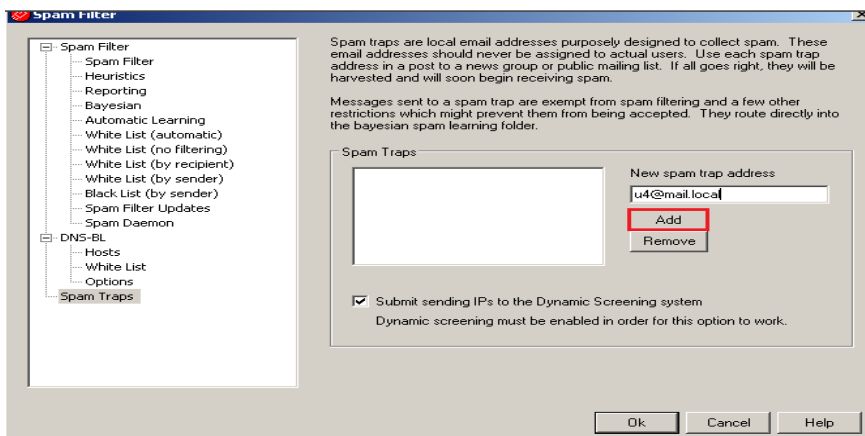 Spam Filter
Spam Filter
Spam Filter
Heuristics
Reporting
Bayesian
Automatic Learning
White List (automatic)
White List (no filtering)
White List (by recipient)
White List (by sender)
Black List (by sender)
Spam Filter Updates
Spam Daemon
DNS-BL
Hosts
White List
Options
Spam Traps
Spam traps are local email addresses purposely designed to collect spam. These
email addresses should never be assigned to actual users. Use each spam trap
address in a post to a news group or public mailing list. If all goes right, they will be
harvested and will soon begin receiving spam.
Messages sent to a spam trap are exempt from spam filtering and a few other
restrictions which might prevent them from being accepted. They route directly into
the bayesian spam learning folder.
Spam Traps
New spam trap address
u4@mail.local
Add
Remove
Submit sending IPs to the Dynamic Screening system
Dynamic screening must be enabled in order for this option to work.
Ok
Cancel
Help